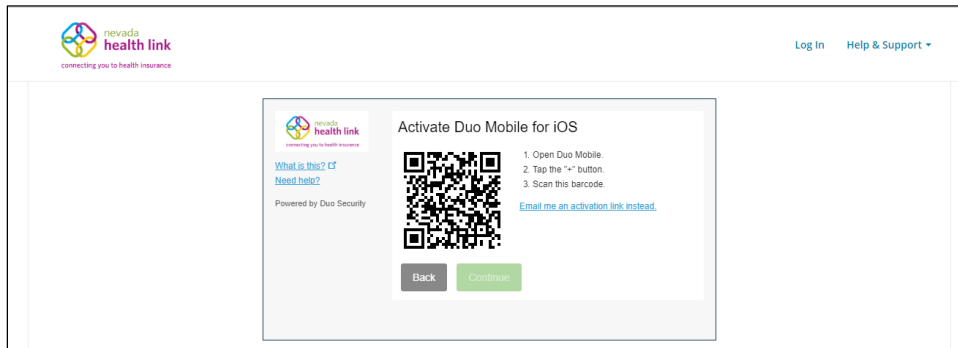 nevada
health link
connecting you to health insurance
Log In
Help & Support
nevada
health link
connecting you to health insurance
What is this?
Need help?
Powered by Duo Security
Activate Duo Mobile for iOS
1. Open Duo Mobile.
2. Tap the "+" button.
3. Scan this barcode.
Email me an activation link instead.
Back
Continue